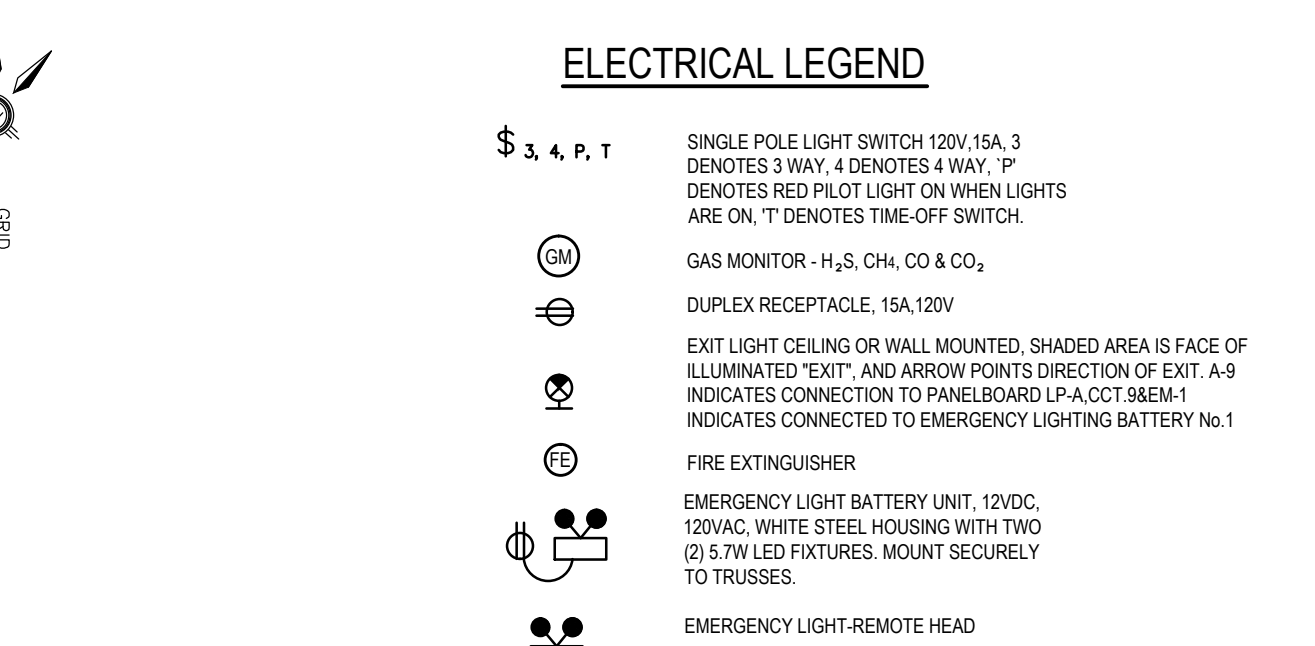 ELECTRICAL LEGEND
$ 3, 4, P, T
SINGLE POLE LIGHT SWITCH 120V,15A, 3
DENOTES 3 WAY, 4 DENOTES 4 WAY, `P'
DENOTES RED PILOT LIGHT ON WHEN LIGHTS
ARE ON, 'T' DENOTES TIME-OFF SWITCH.
GM
GAS MONITOR - H₂S, CH4, CO & CO₂
DUPLEX RECEPTACLE, 15A,120V
EXIT LIGHT CEILING OR WALL MOUNTED, SHADED AREA IS FACE OF
ILLUMINATED "EXIT", AND ARROW POINTS DIRECTION OF EXIT. A-9
INDICATES CONNECTION TO PANELBOARD LP-A,CCT.9&EM-1
INDICATES CONNECTED TO EMERGENCY LIGHTING BATTERY No.1
FE
FIRE EXTINGUISHER
EMERGENCY LIGHT BATTERY UNIT, 12VDC,
120VAC, WHITE STEEL HOUSING WITH TWO
(2) 5.7W LED FIXTURES. MOUNT SECURELY
TO TRUSSES.
EMERGENCY LIGHT-REMOTE HEAD
GRID